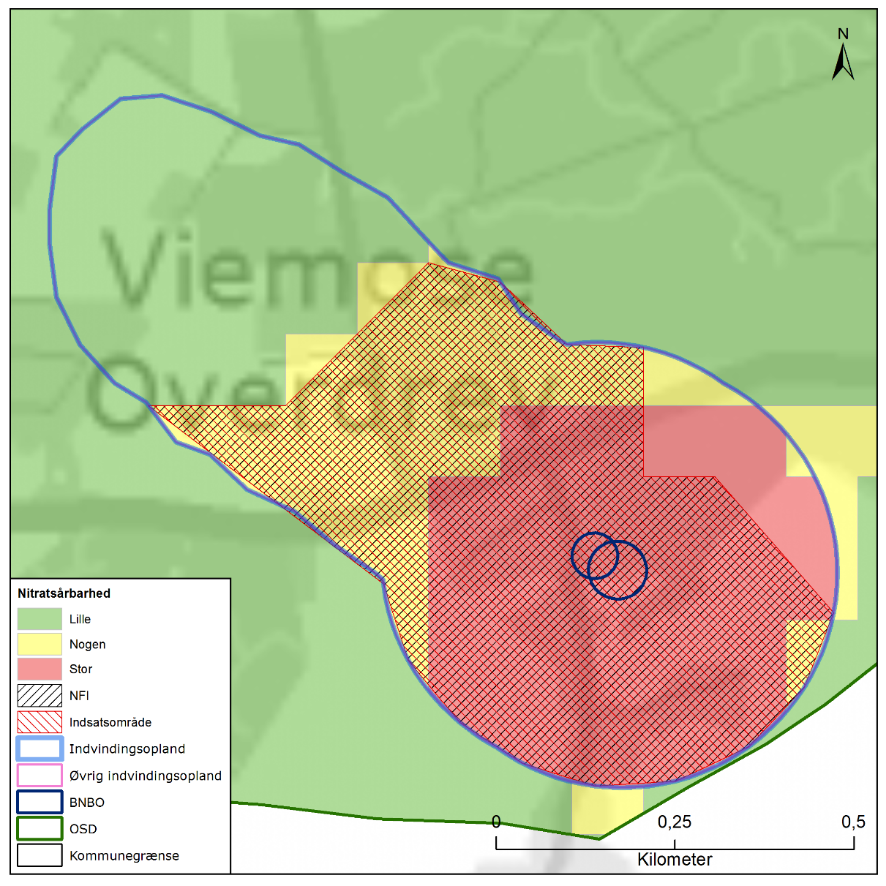 N
Viemose
Overdrev
Nitratsårbarhed
Lille
Nogen
Stor
NFI
Indsatsområde
Indvindingsopland
Øvrig indvindingsopland
BNBO
OSD
Kommunegrænse
0 0,25 0,5
Kilometer